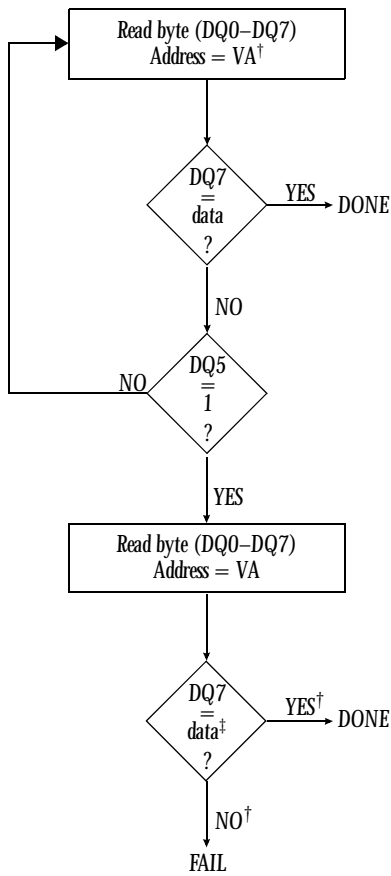 Read byte (DQ0–DQ7)
Address = VA†
DQ7
=
data
?
YES
DONE
NO
DQ5
=
1
?
NO
YES
Read byte (DQ0–DQ7)
Address = VA
DQ7
=
data‡
?
YES†
DONE
NO†
FAIL